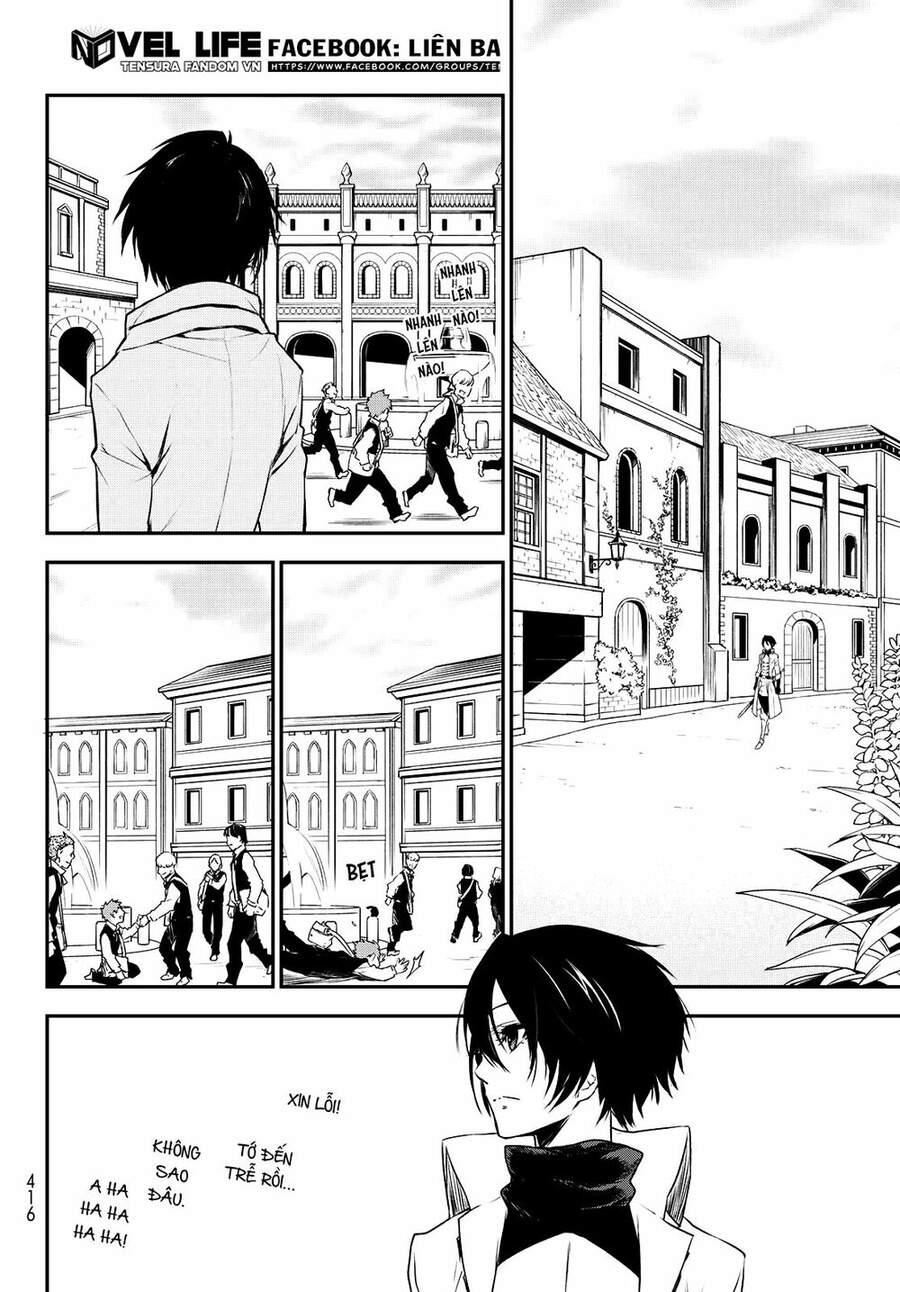 NOVEL LIFE
TENSURA FANDOM VN
FACEBOOK: LIÊN BA
HTTPS://WWW.FACEBOOK.COM/GROUPS/TEN
NHANH
LÊN
NÀO!
NHANH
LÊN
NÀO!
BẸT
XIN LỖI!
TỚ ĐẾN
TRỄ RỒI...
KHÔNG
SAO
ĐÂU.
A HA
HA HA
HA HA!
416